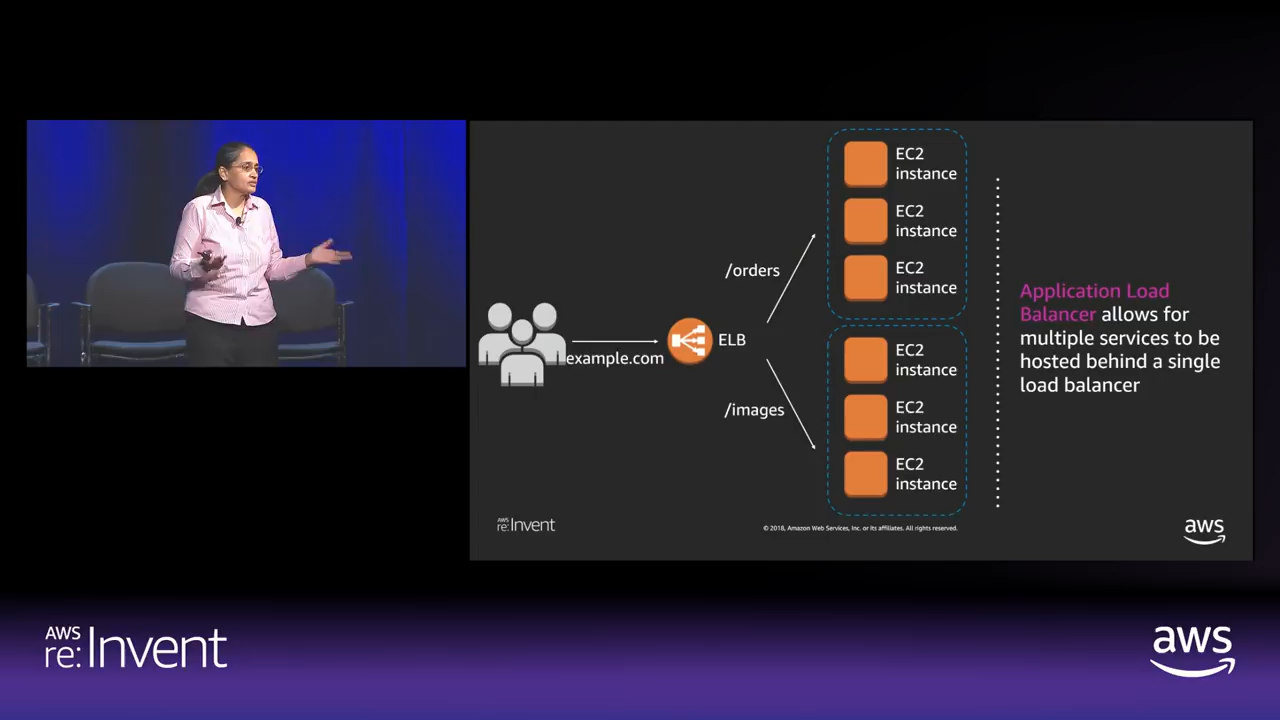 EC2
instance
EC2
instance
EC2
instance
/orders
example.com
ELB
/images
EC2
instance
EC2
instance
EC2
instance
Application Load
Balancer allows for
multiple services to be
hosted behind a single
load balancer
AWS
re:Invent
© 2018, Amazon Web Services, Inc. or its affiliates. All rights reserved.
aws
AWS
re:Invent
aws